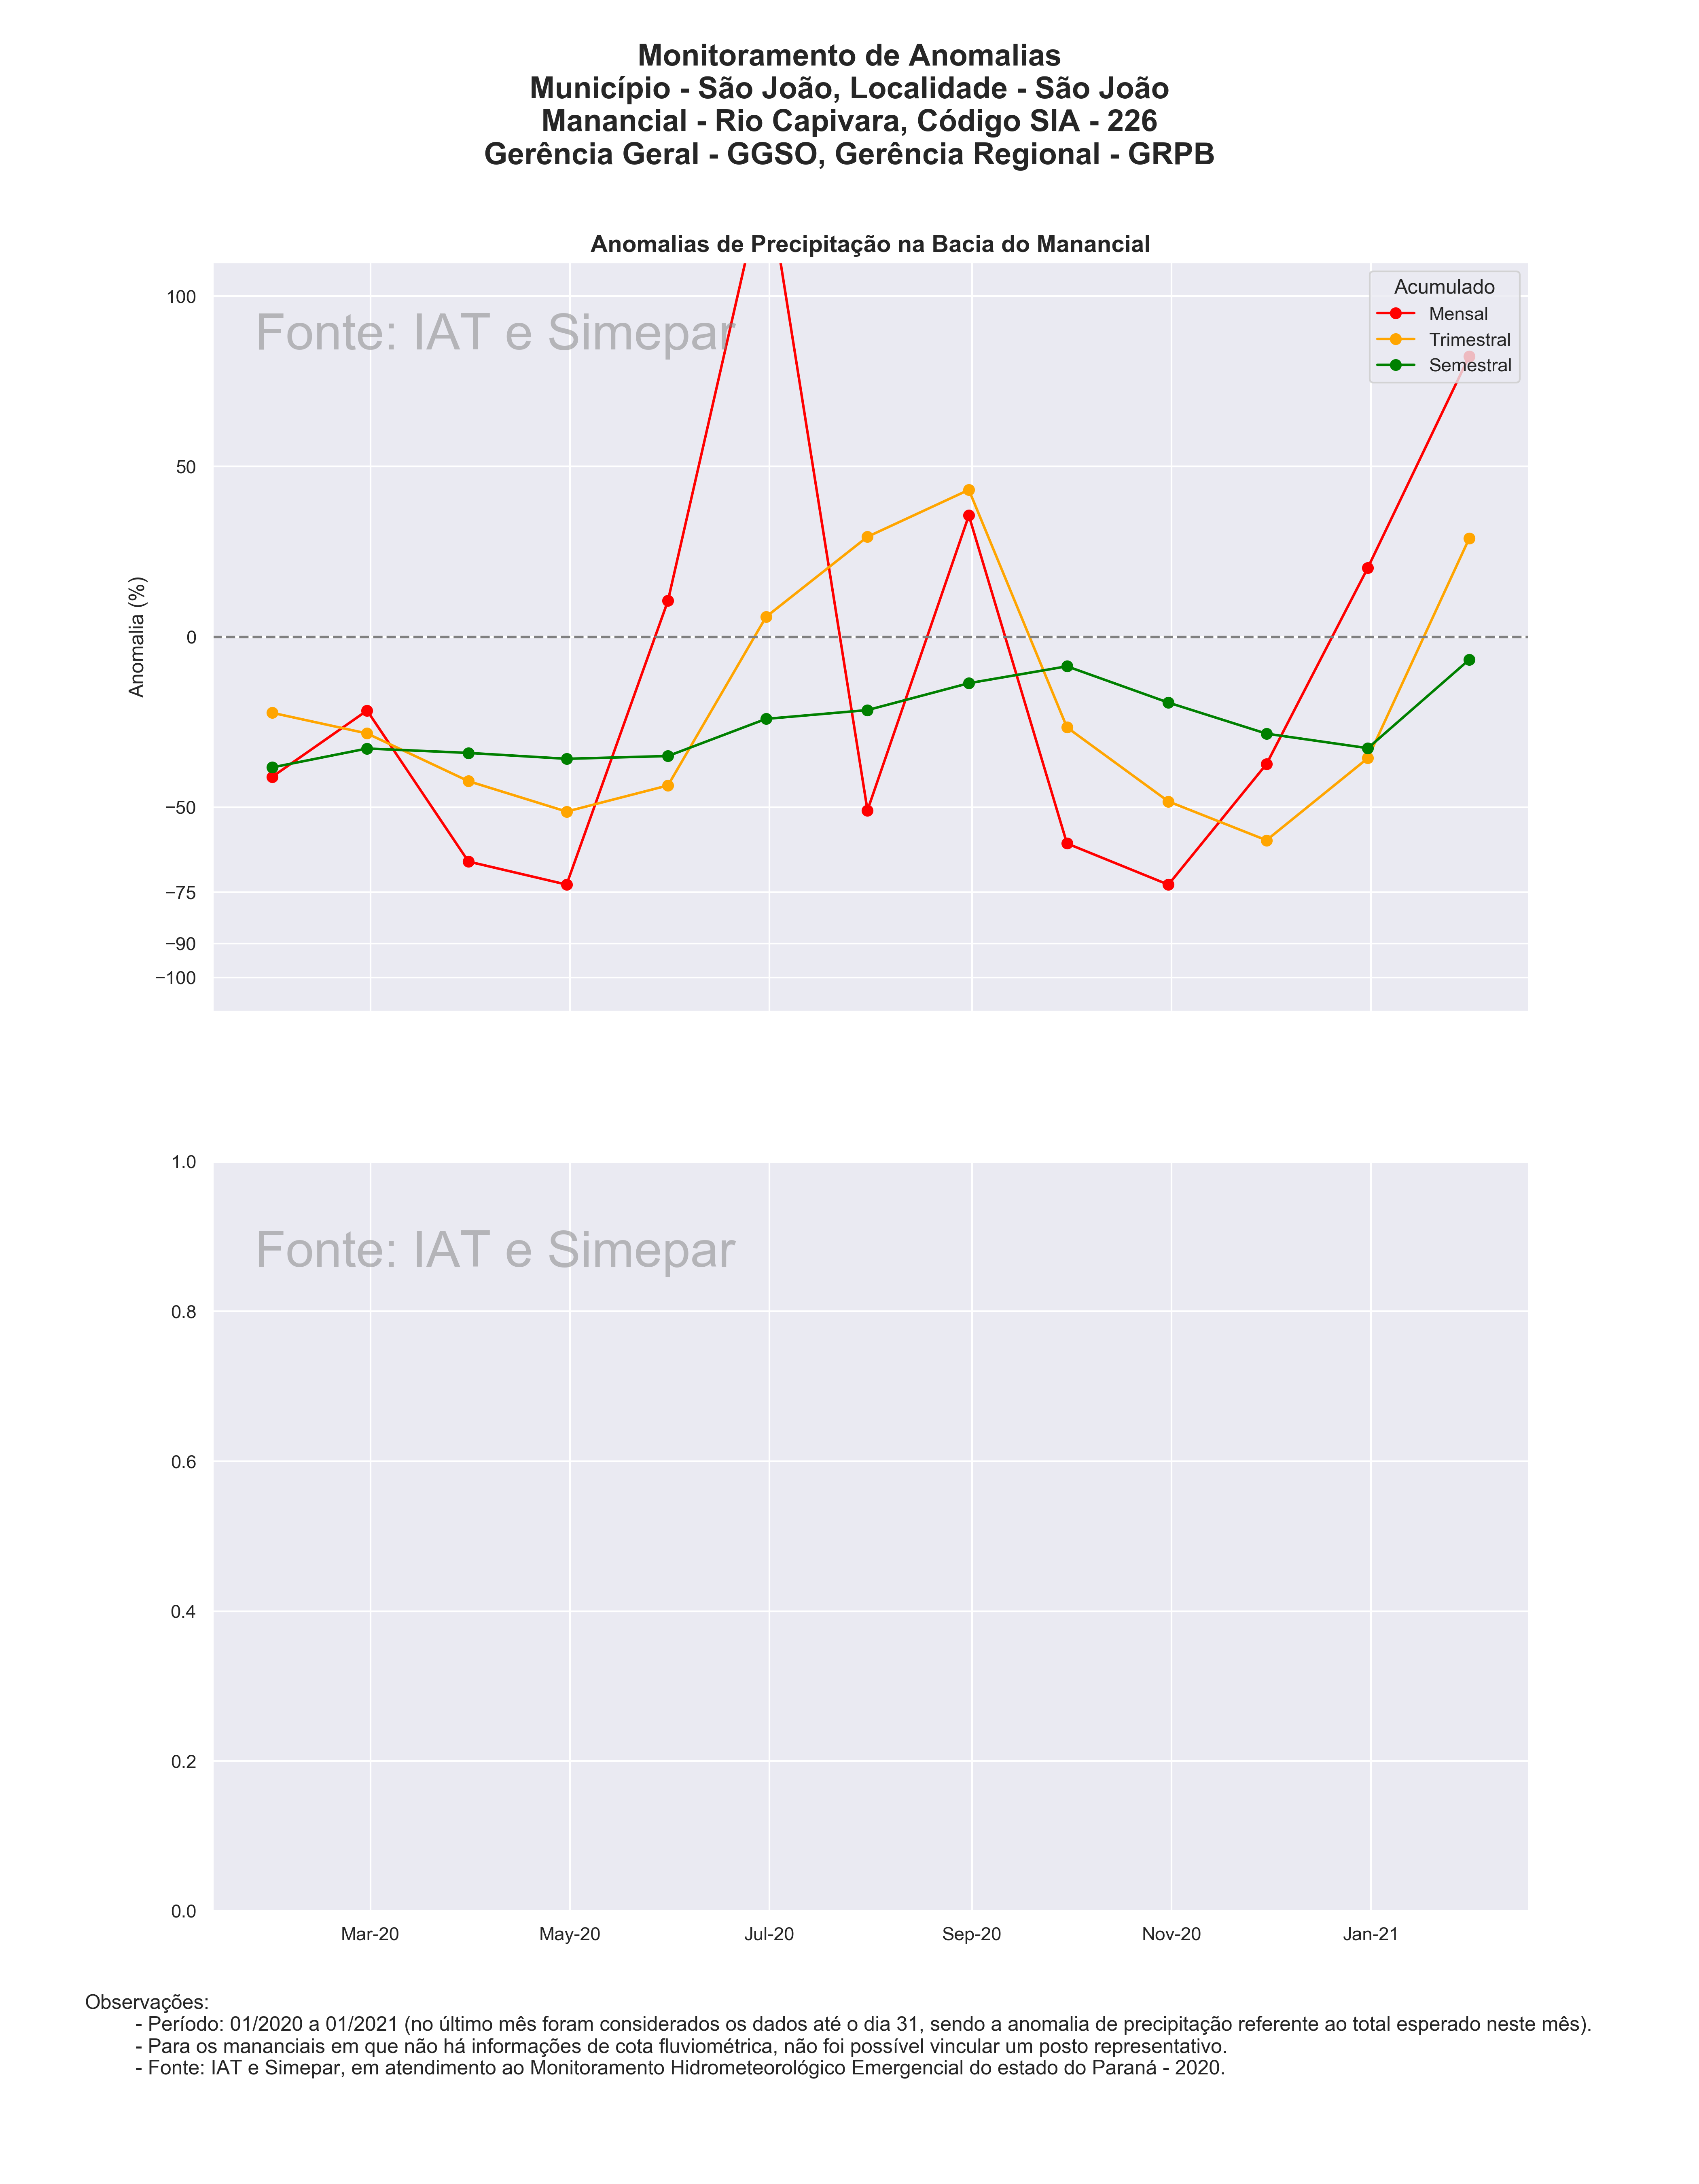 Monitoramento de Anomalias
Município - São João, Localidade - São João
Manancial - Rio Capivara, Código SIA - 226
Gerência Geral - GGSO, Gerência Regional - GRPB
Anomalias de Precipitação na Bacia do Manancial
Fonte: IAT e Simepar
Acumulado
Mensal
Trimestral
Semestral
Anomalia (%)
100
50
0
−50
−75
−90
−100
Fonte: IAT e Simepar
1.0
0.8
0.6
0.4
0.2
0.0
Mar-20 May-20 Jul-20 Sep-20 Nov-20 Jan-21
Observações:
- Período: 01/2020 a 01/2021 (no último mês foram considerados os dados até o dia 31, sendo a anomalia de precipitação referente ao total esperado neste mês).
- Para os mananciais em que não há informações de cota fluviométrica, não foi possível vincular um posto representativo.
- Fonte: IAT e Simepar, em atendimento ao Monitoramento Hidrometeorológico Emergencial do estado do Paraná - 2020.